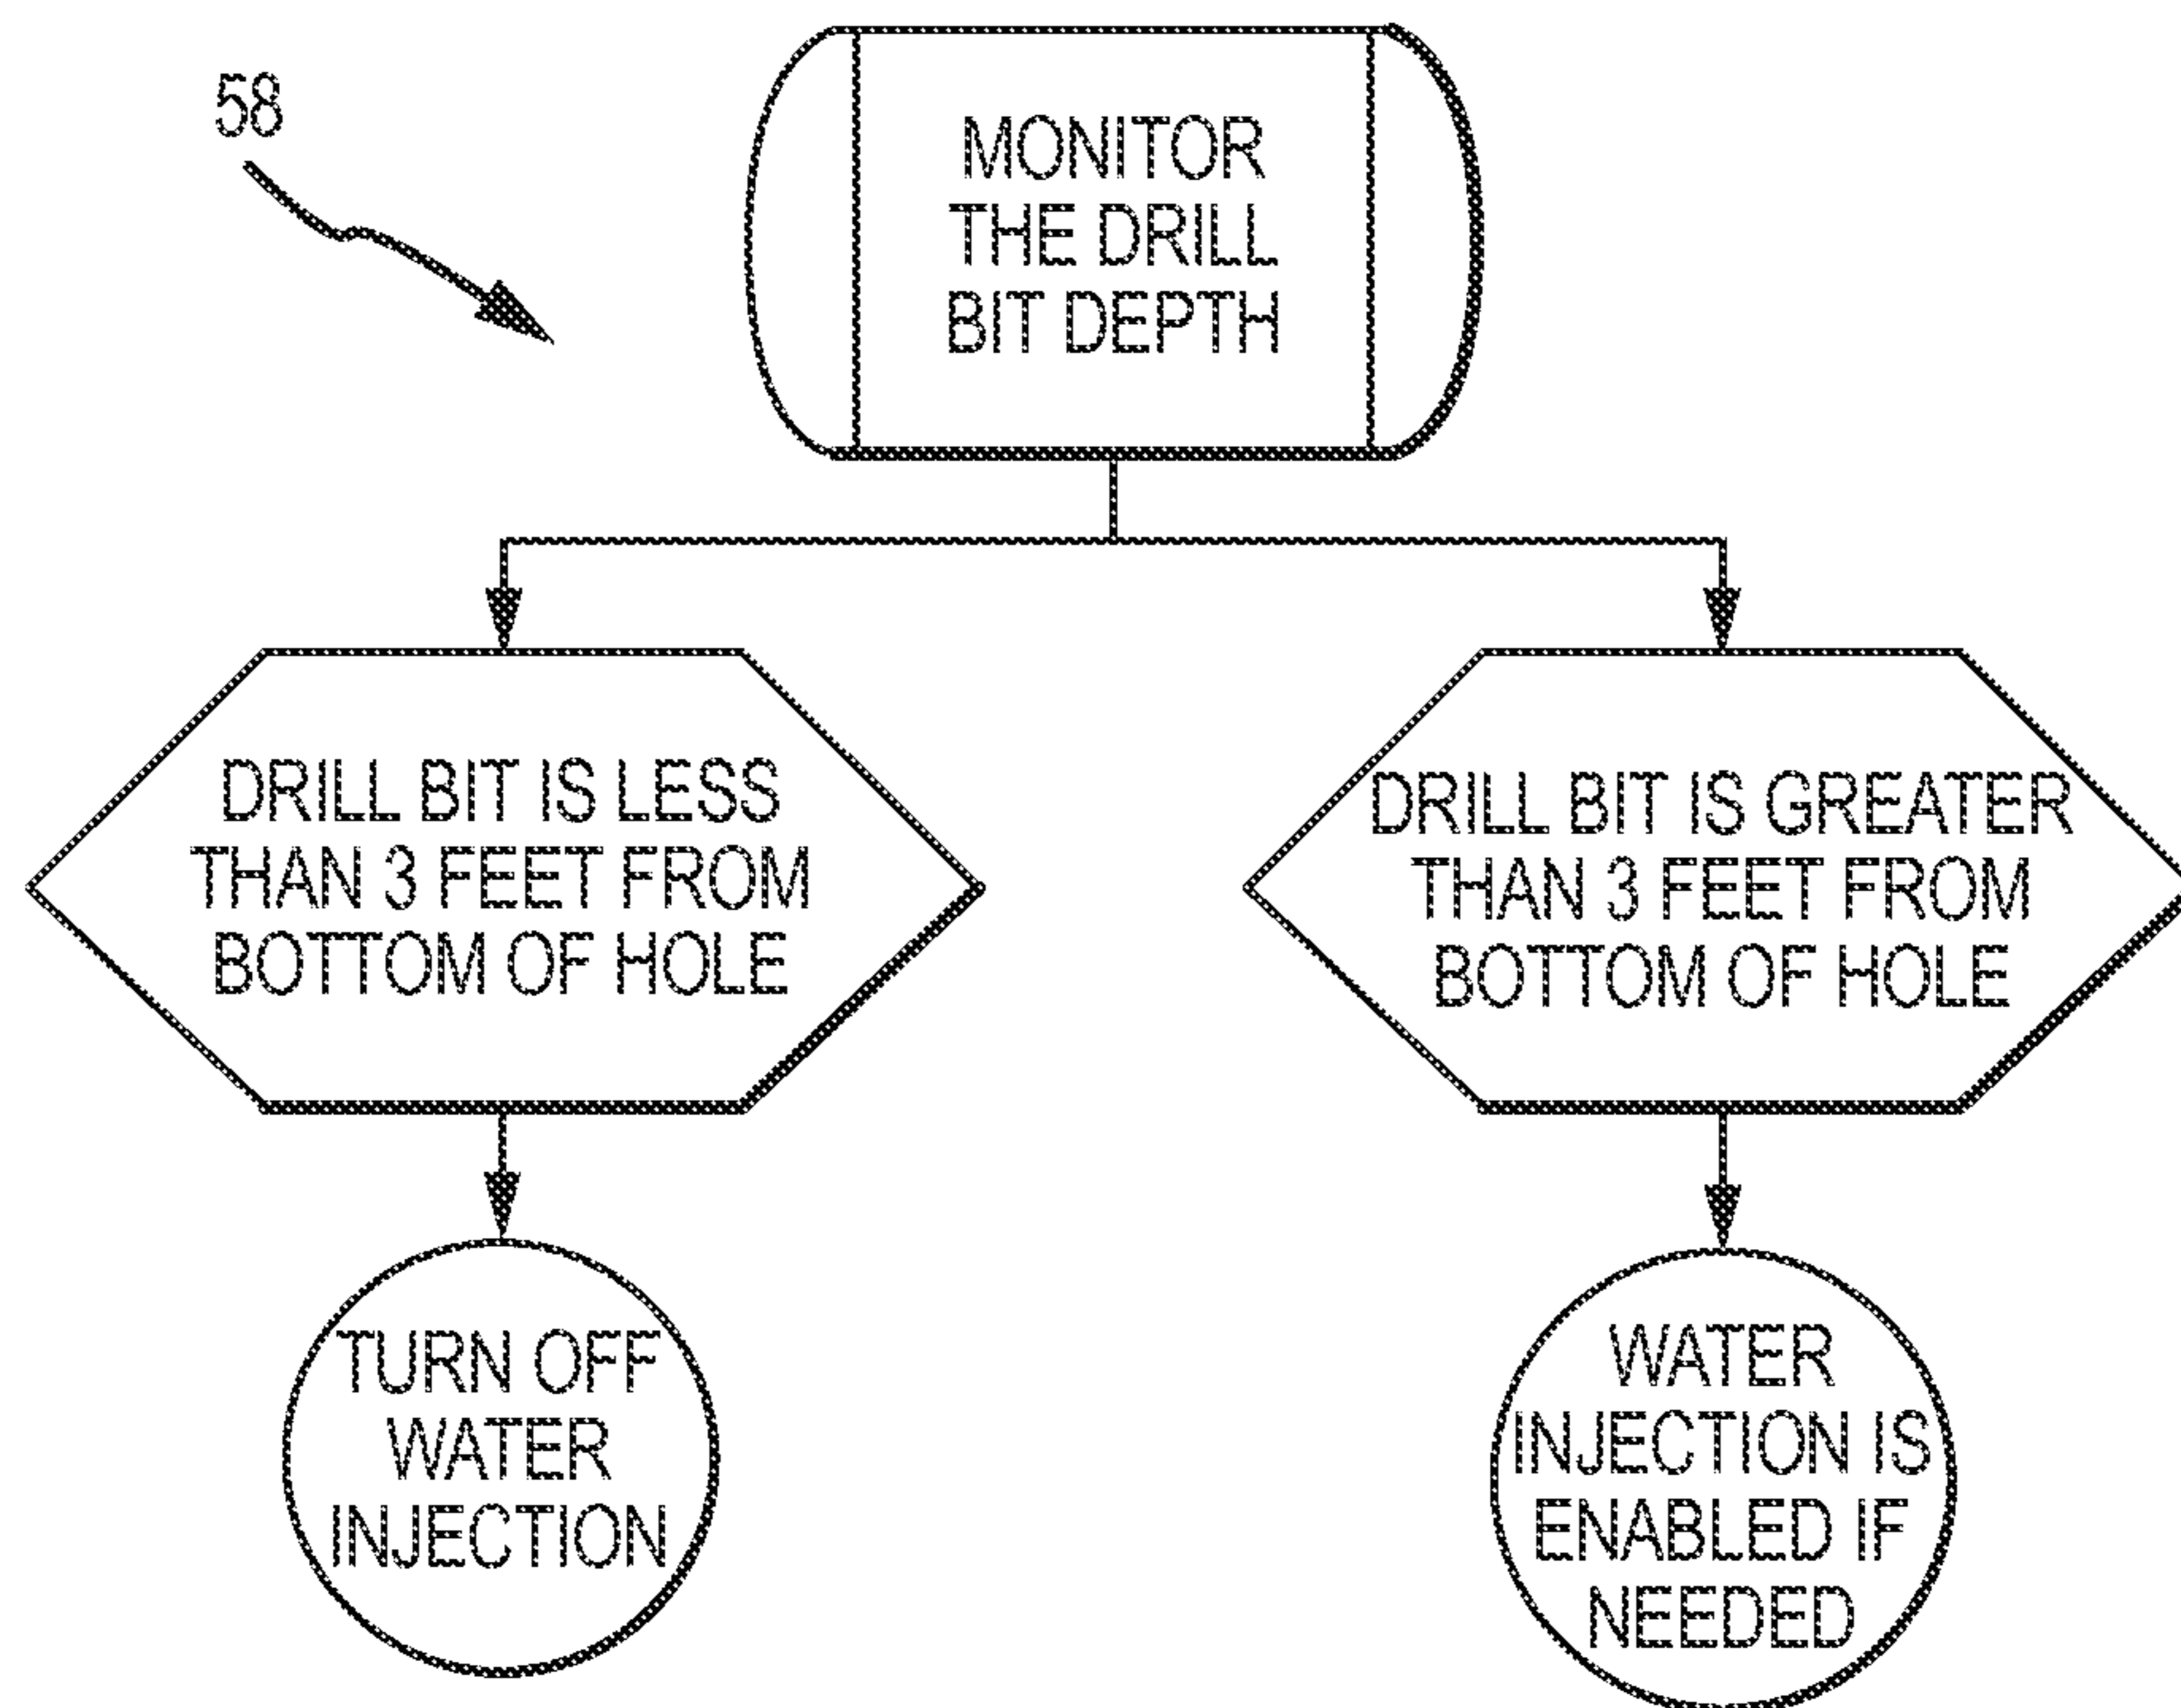 58
MONITOR
THE DRILL
BIT DEPTH
DRILL BIT IS LESS
THAN 3 FEET FROM
BOTTOM OF HOLE
DRILL BIT IS GREATER
THAN 3 FEET FROM
BOTTOM OF HOLE
TURN OFF
WATER
INJECTION
WATER
INJECTION IS
ENABLED IF
NEEDED